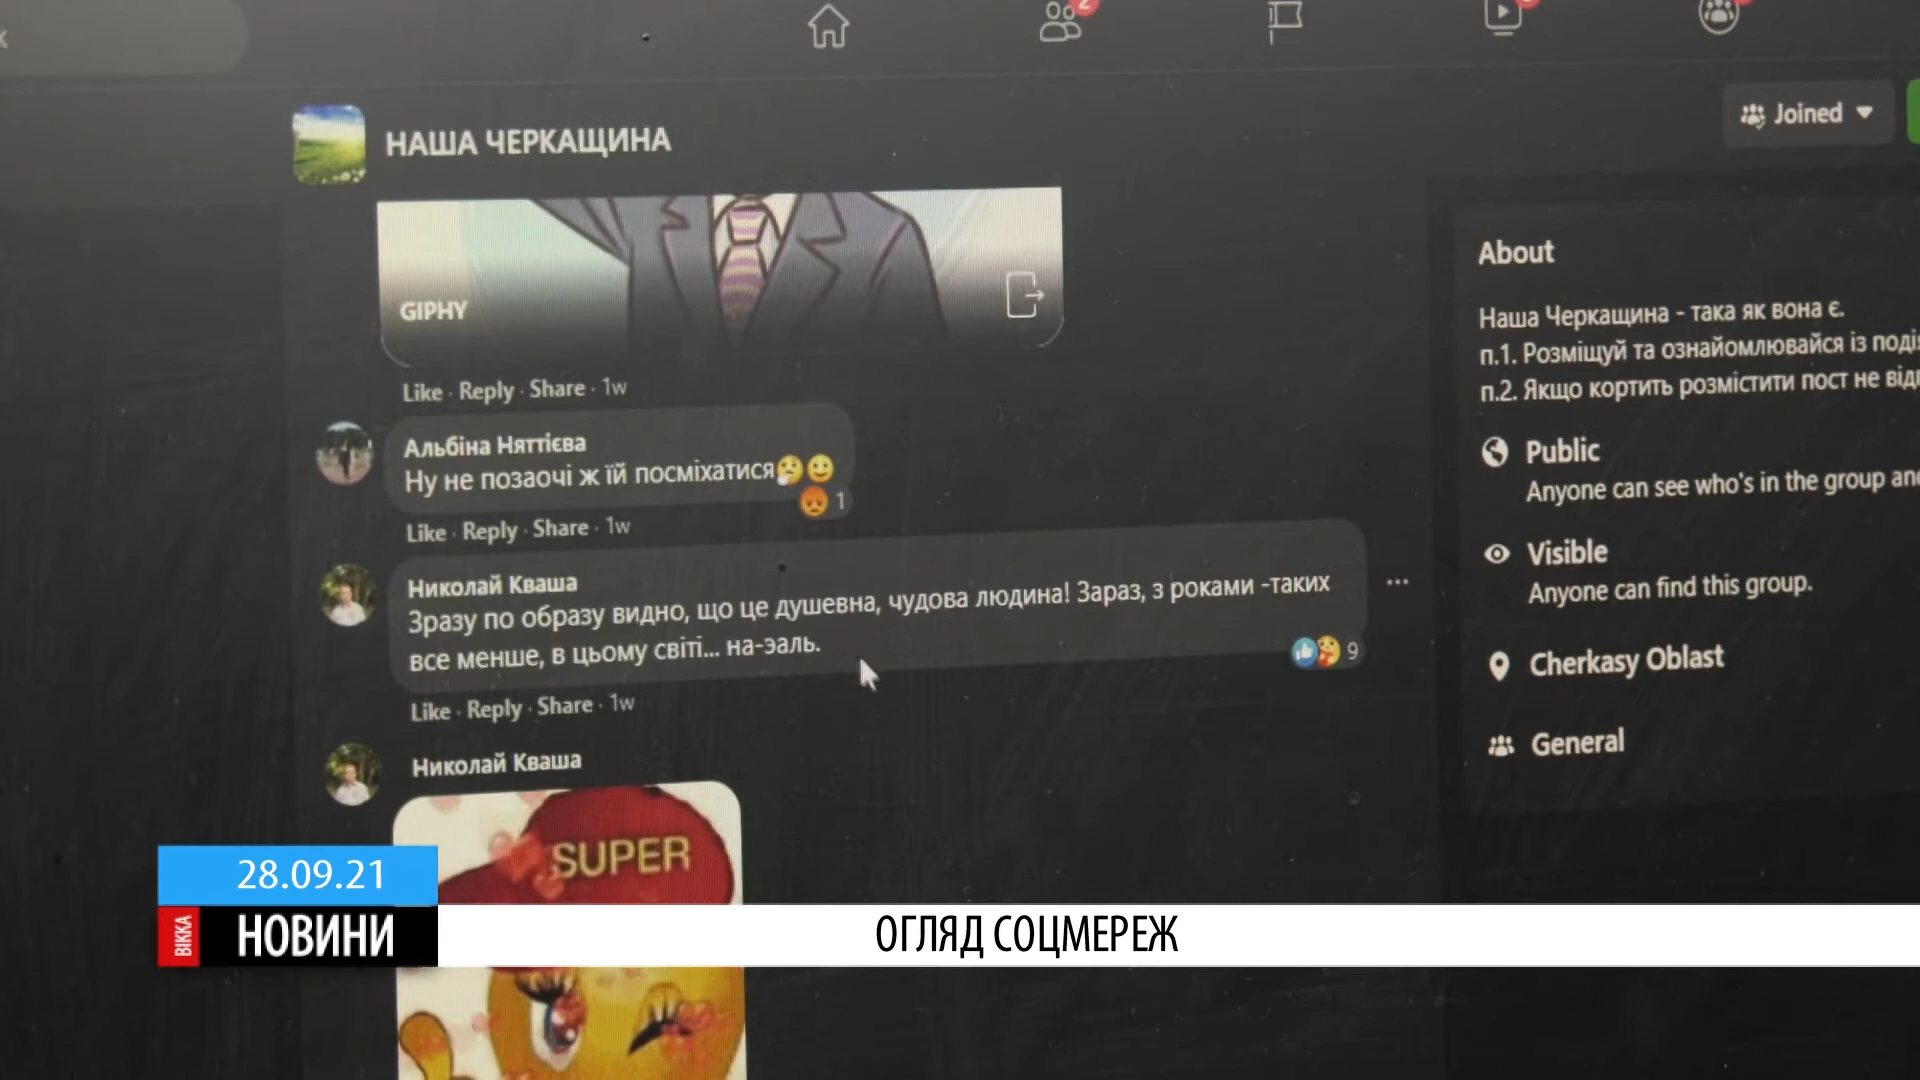 НАША ЧЕРКАЩИНА
Joined
GIPHY
Like · Reply · Share · 1w
Альбіна Няттієва
Ну не позаочі ж їй посміхатися
1
Like · Reply · Share · 1w
Николай Кваша
Зразу по образу видно, що це душевна, чудова людина! Зараз, з роками -таких
все менше, в цьому світі... на-эаль.
9
Like · Reply · Share · 1w
Николай Кваша
SUPER
About
Наша Черкащина - така як вона є.
п.1. Розміщуй та ознайомлювайся із
п.2. Якщо кортить розмістити пост не
Public
Anyone can see who's in the group
Visible
Anyone can find this group.
Cherkasy Oblast
General
28.09.21
ВІККА
НОВИНИ
ОГЛЯД СОЦМЕРЕЖ